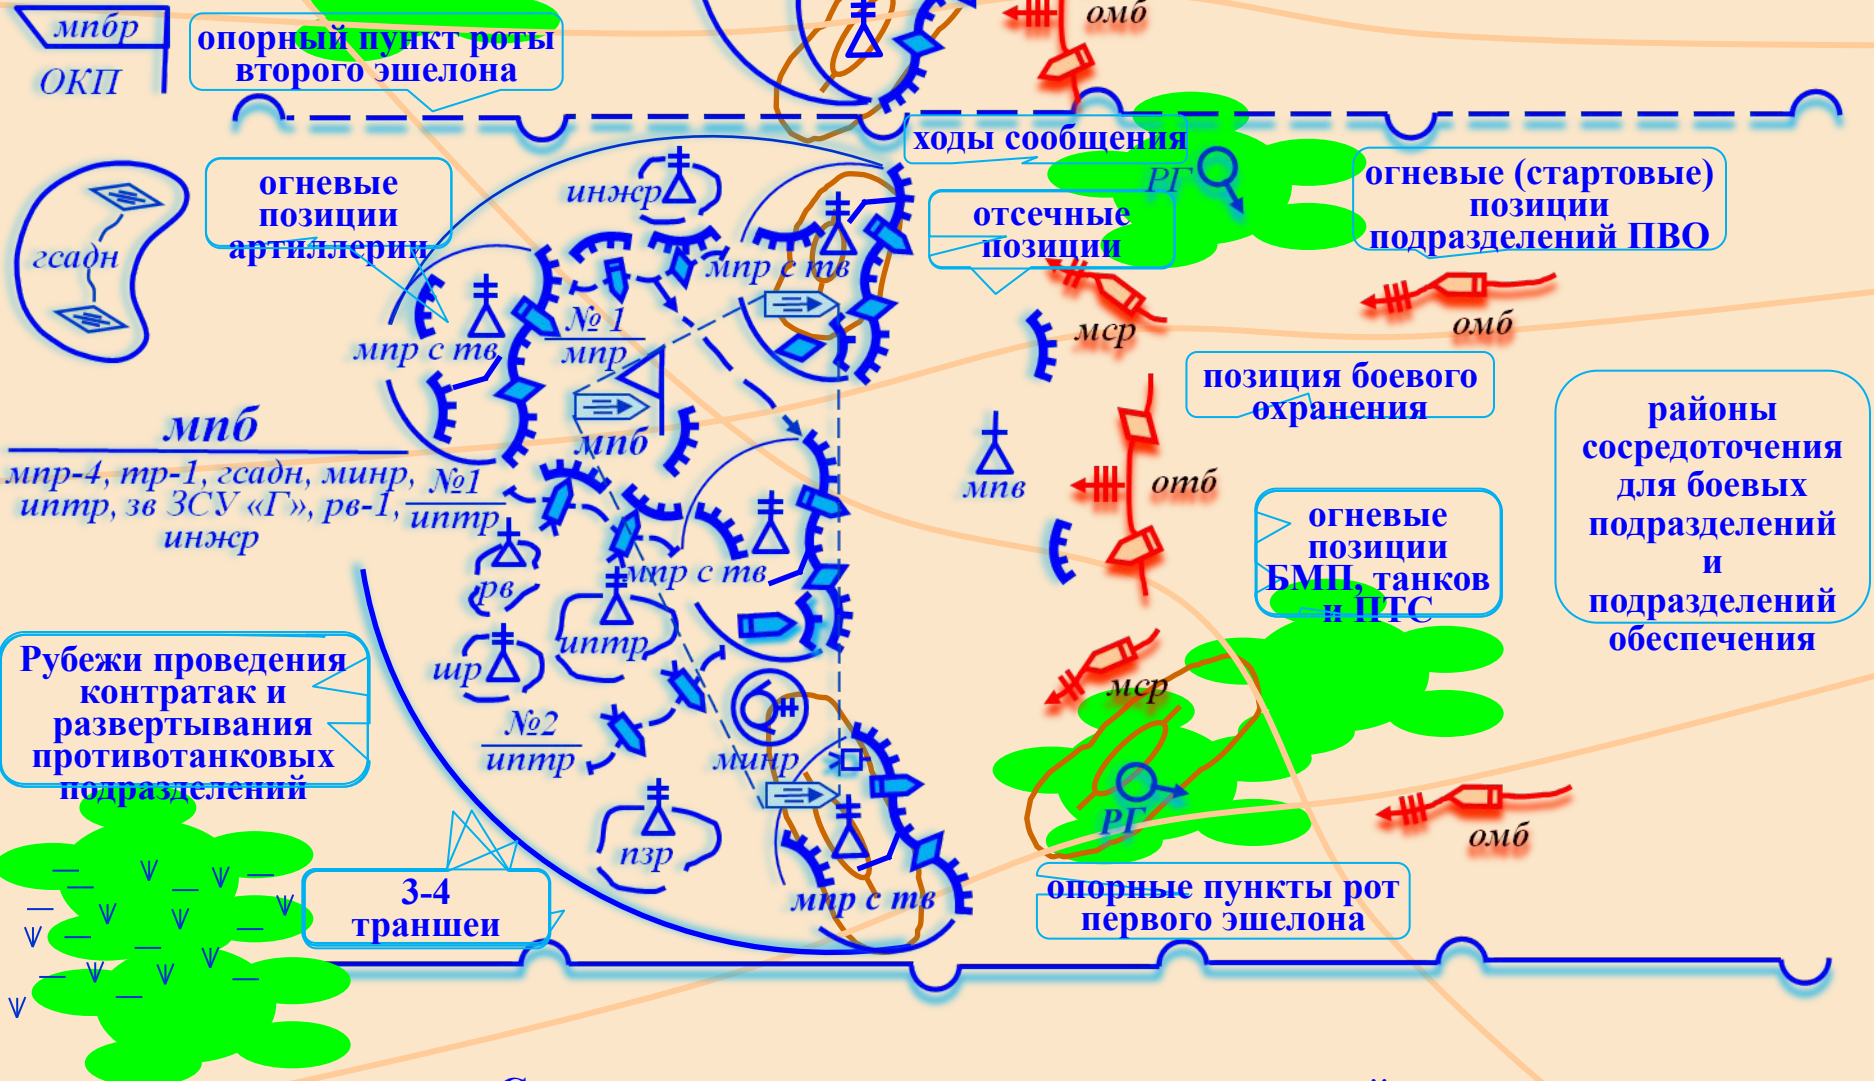 мпбр
ОКП
опорный пункт роты
второго эшелона
омб
ходы сообщения
РГ
огневые (стартовые)
позиции
подразделений ПВО
огневые
позиции
артиллерии
инжср
отсечные
позиции
гсадн
мпр с тв
№ 1
мпр
мпр с тв
мср
омб
позиция боевого
охранения
мпб
мпб
мпр-4, тр-1, гсадн, минр,
иптр, зв ЗСУ «Г», рв-1,
инжср
№1
иптр
мпв
отб
районы
сосредоточения
для боевых
подразделений
и
подразделений
обеспечения
огневые
позиции
БМП, танков
и ПТС
рв
мпр с тв
иптр
шр
Рубежи проведения
контратак и
развертывания
противотанковых
подразделений
мср
№2
иптр
минр
РГ
омб
пзр
мпр с тв
3-4
траншеи
опорные пункты рот
первого эшелона